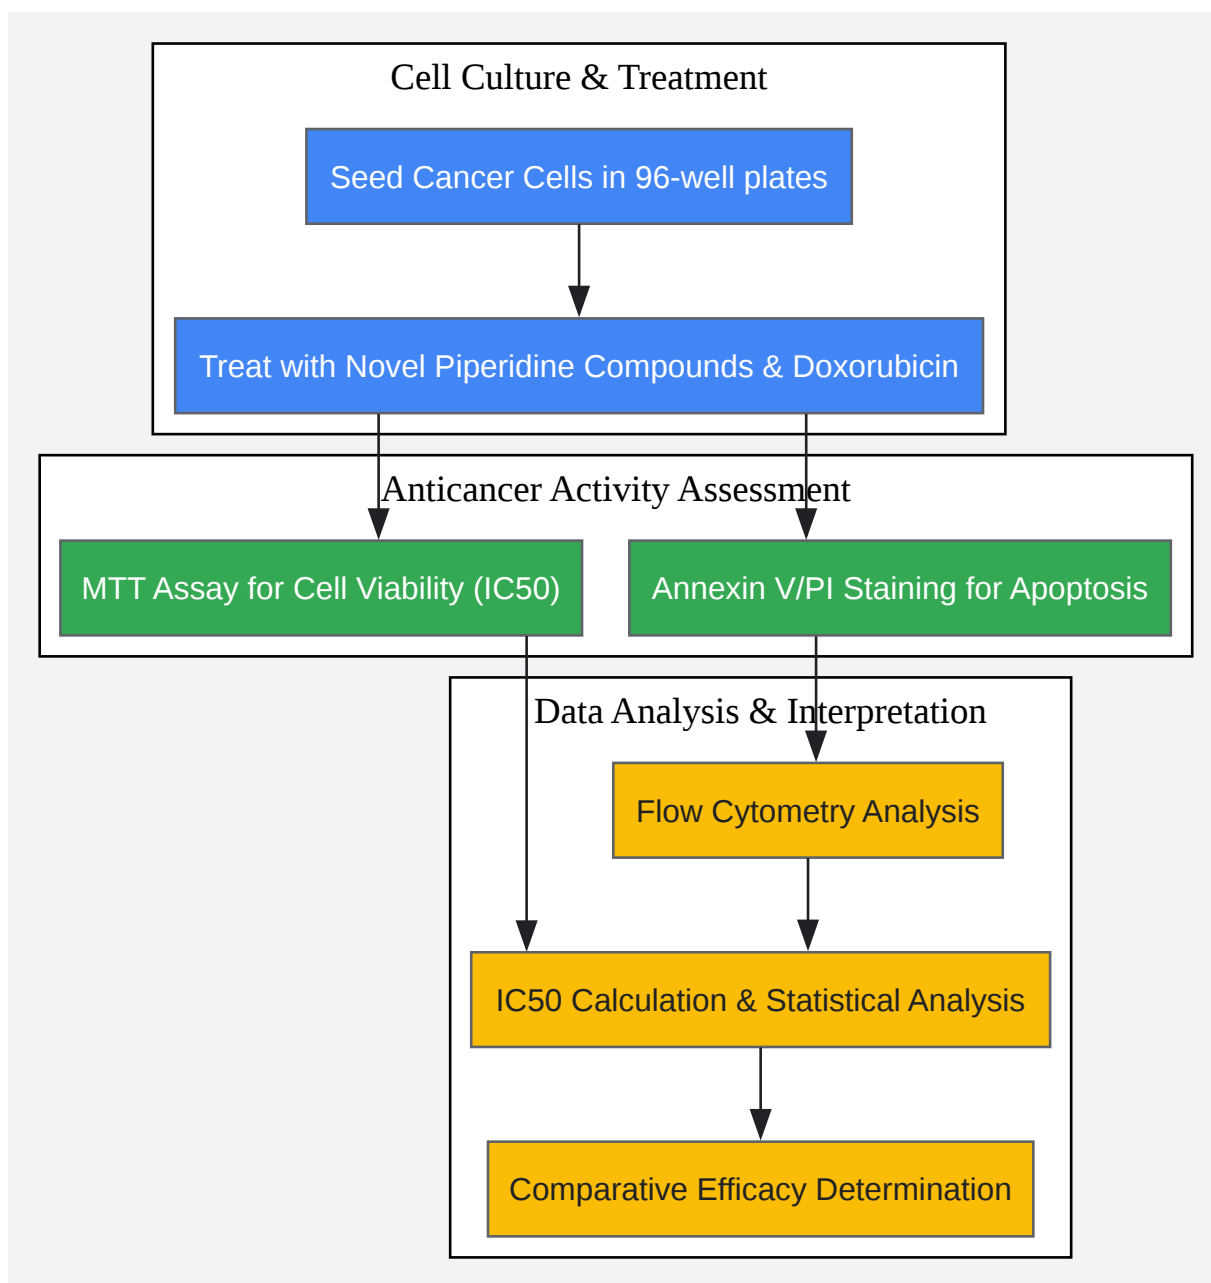 Cell Culture & Treatment
Seed Cancer Cells in 96-well plates
Treat with Novel Piperidine Compounds & Doxorubicin
Anticancer Activity Assessment
MTT Assay for Cell Viability (IC50)
Annexin V/PI Staining for Apoptosis
Data Analysis & Interpretation
Flow Cytometry Analysis
IC50 Calculation & Statistical Analysis
Comparative Efficacy Determination